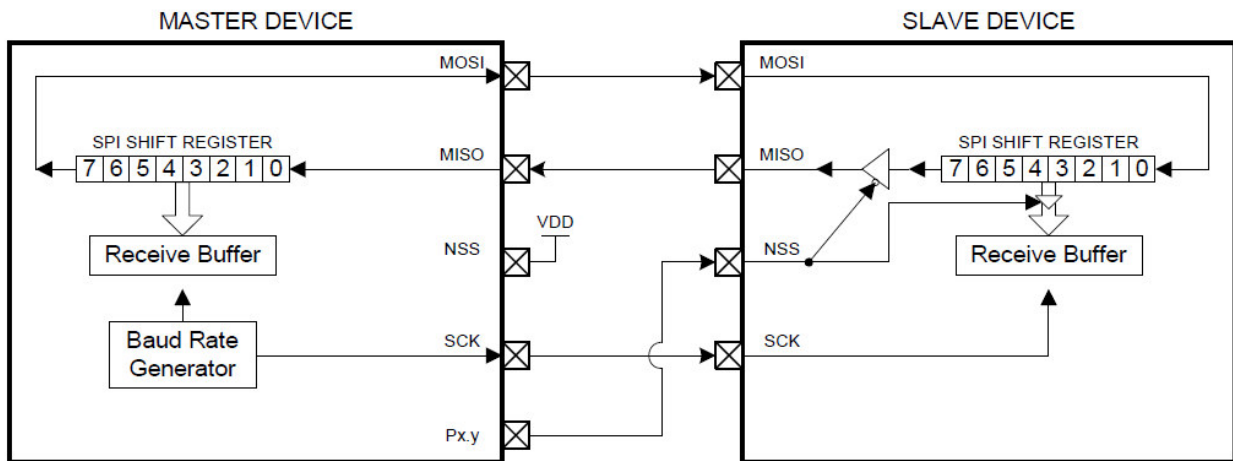 MASTER DEVICE
SLAVE DEVICE
MOSI
MOSI
SPI SHIFT REGISTER
7 6 5 4 3 2 1 0
MISO
MISO
SPI SHIFT REGISTER
7 6 5 4 3 2 1 0
VDD
Receive Buffer
NSS
NSS
Receive Buffer
Baud Rate
Generator
SCK
SCK
Px.y